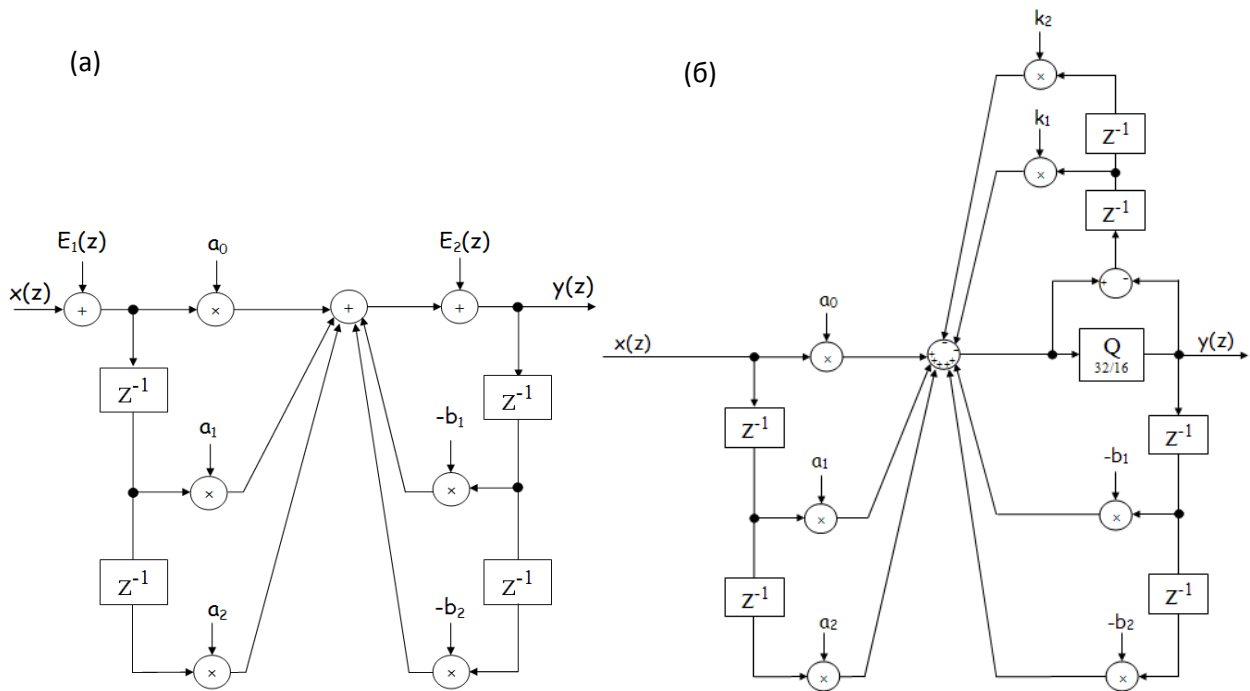 (а)
E₁(z)
a₀
E₂(z)
x(z)
+
×
+
+
y(z)
Z⁻¹
Z⁻¹
a₁
-b₁
×
×
Z⁻¹
Z⁻¹
a₂
-b₂
×
×
(б)
k₂
×
Z⁻¹
k₁
×
Z⁻¹
+ -
a₀
x(z)
×
- -
+ + + + +
Q
32/16
y(z)
Z⁻¹
Z⁻¹
a₁
-b₁
×
×
Z⁻¹
Z⁻¹
a₂
-b₂
×
×